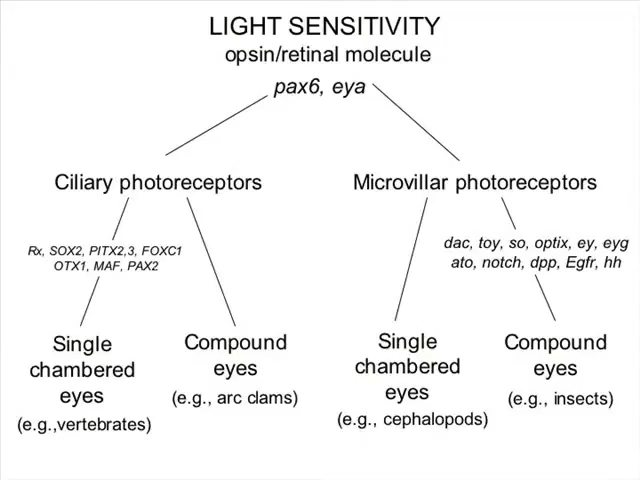 LIGHT SENSITIVITY
opsin/retinal molecule
pax6, eya
Ciliary photoreceptors
Microvillar photoreceptors
Rx, SOX2, PITX2,3, FOXC1
OTX1, MAF, PAX2
dac, toy, so, optix, ey, eyg
ato, notch, dpp, Egfr, hh
Single
chambered
eyes
(e.g.,vertebrates)
Compound
eyes
(e.g., arc clams)
Single
chambered
eyes
(e.g., cephalopods)
Compound
eyes
(e.g., insects)